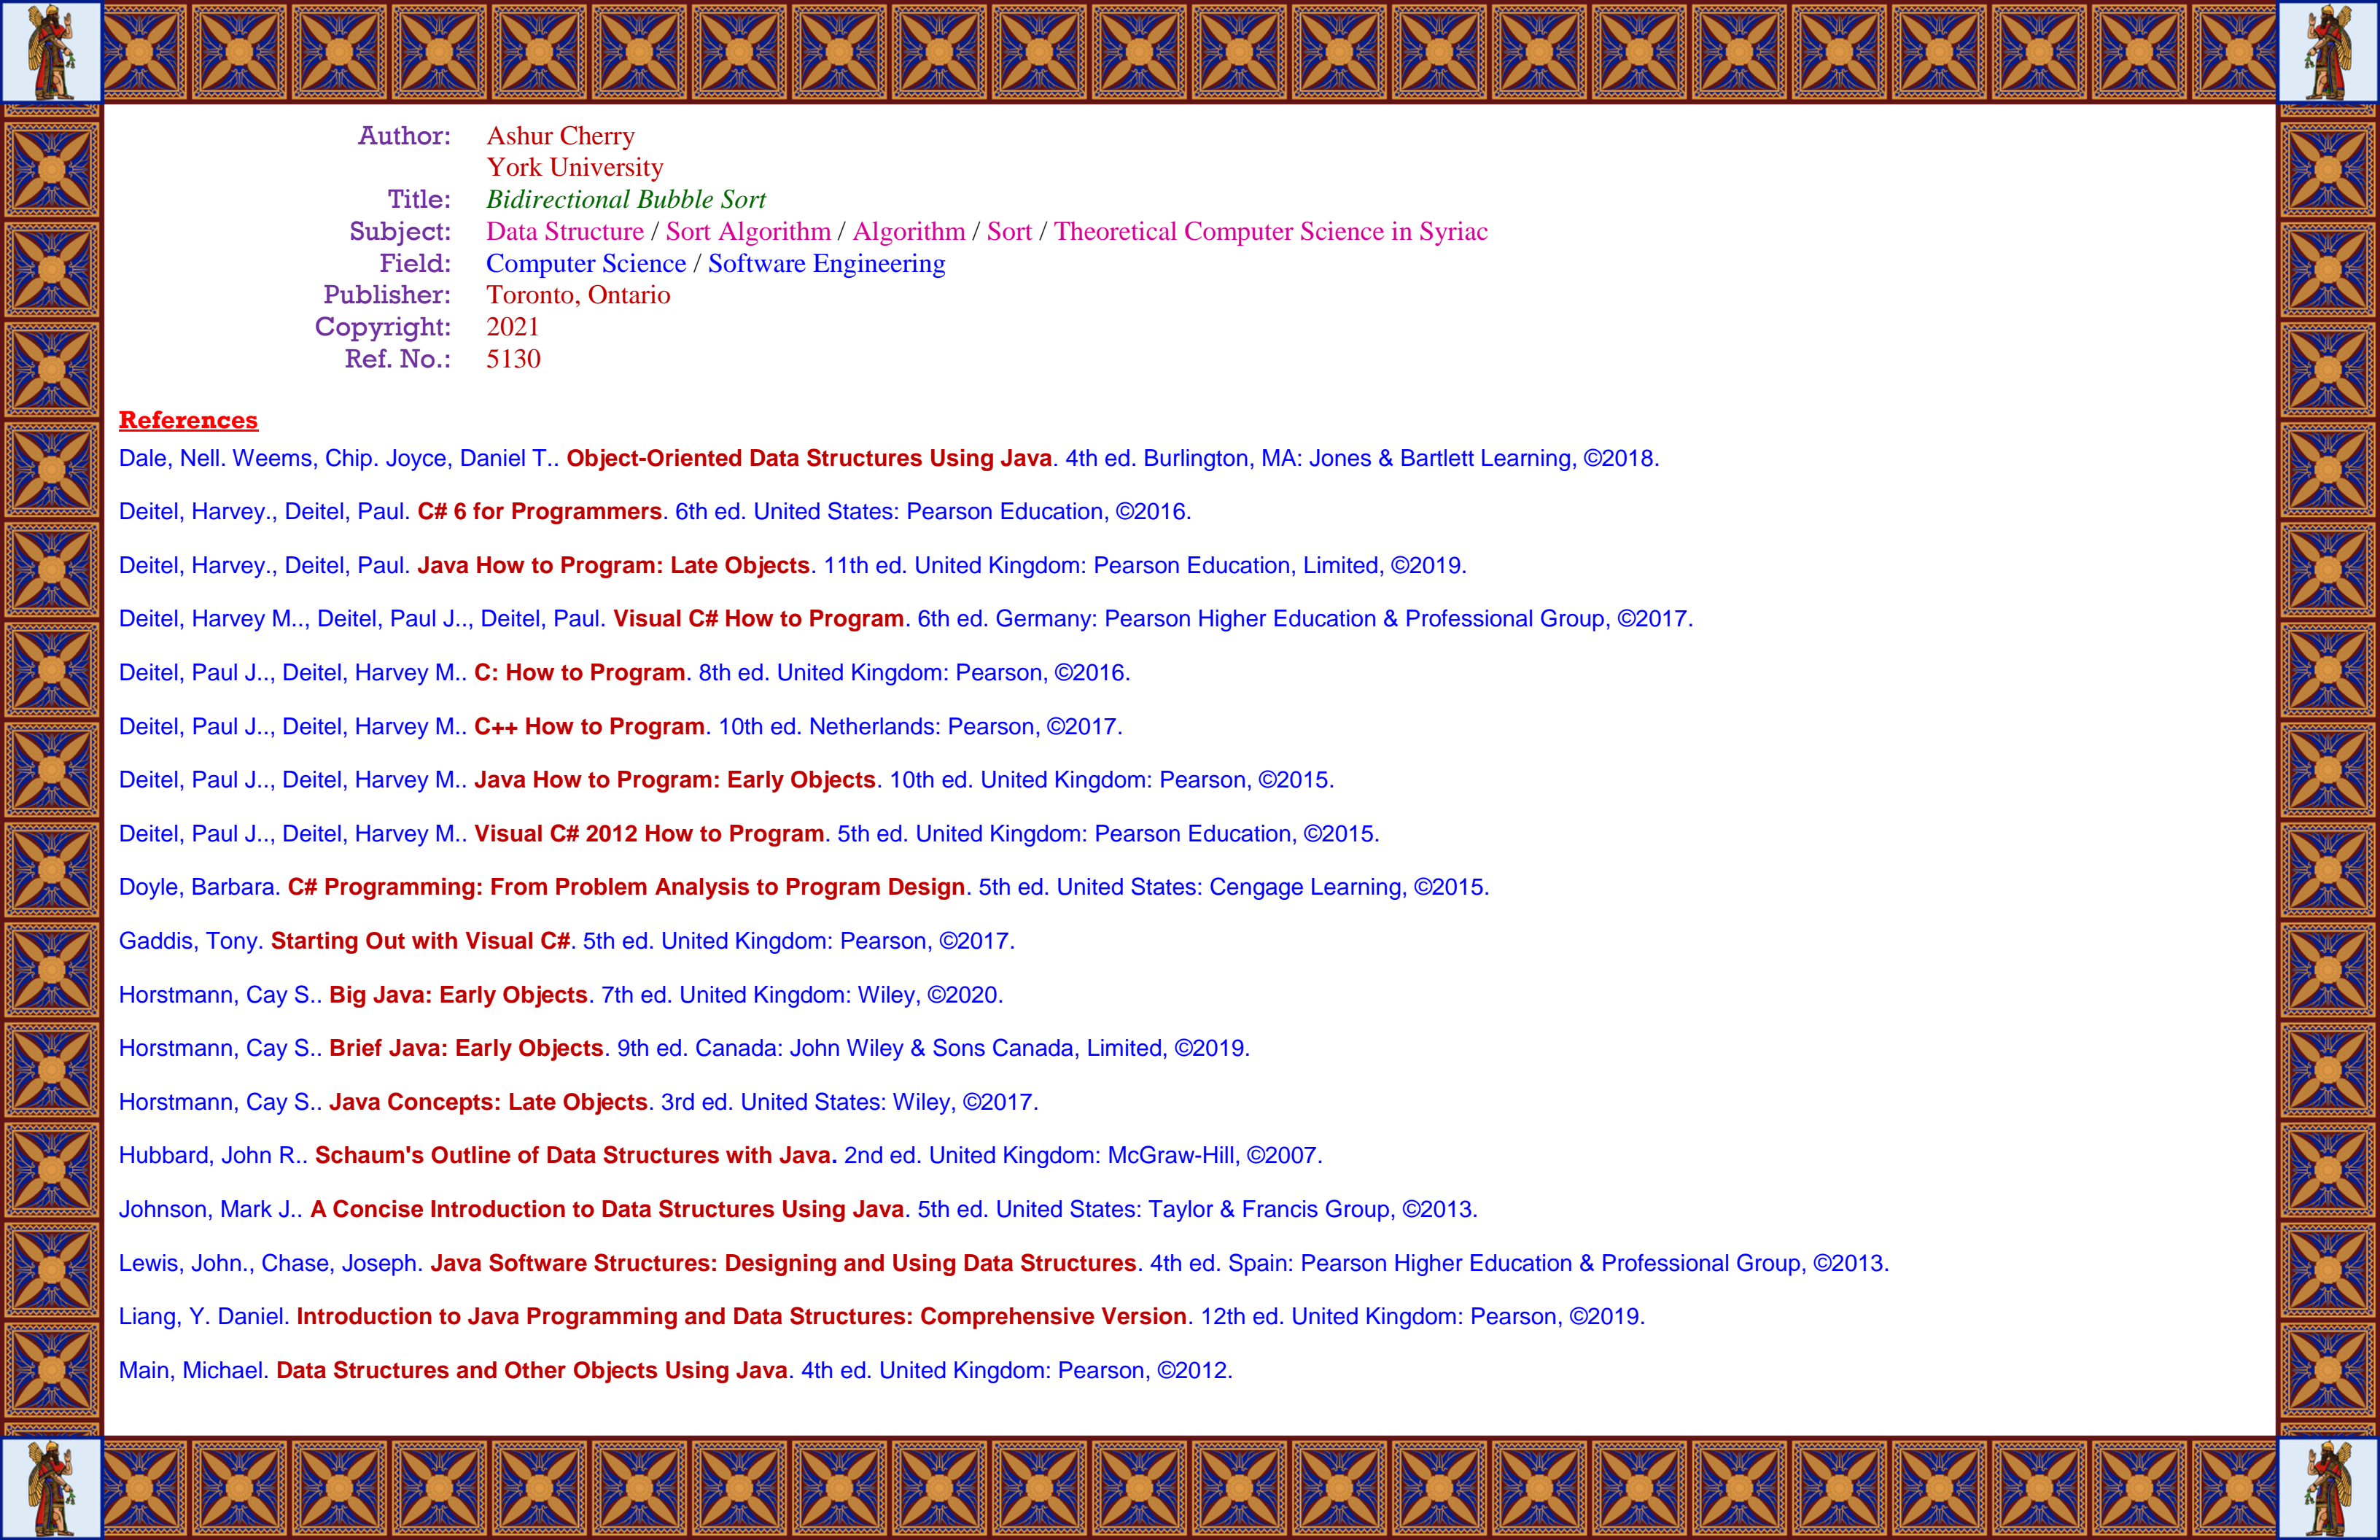 Author: Ashur Cherry
York University
Title: Bidirectional Bubble Sort
Subject: Data Structure / Sort Algorithm / Algorithm / Sort / Theoretical Computer Science in Syriac
Field: Computer Science / Software Engineering
Publisher: Toronto, Ontario
Copyright: 2021
Ref. No.: 5130
References
Dale, Nell. Weems, Chip. Joyce, Daniel T.. Object-Oriented Data Structures Using Java. 4th ed. Burlington, MA: Jones & Bartlett Learning, ©2018.
Deitel, Harvey., Deitel, Paul. C# 6 for Programmers. 6th ed. United States: Pearson Education, ©2016.
Deitel, Harvey., Deitel, Paul. Java How to Program: Late Objects. 11th ed. United Kingdom: Pearson Education, Limited, ©2019.
Deitel, Harvey M.., Deitel, Paul J.., Deitel, Paul. Visual C# How to Program. 6th ed. Germany: Pearson Higher Education & Professional Group, ©2017.
Deitel, Paul J.., Deitel, Harvey M.. C: How to Program. 8th ed. United Kingdom: Pearson, ©2016.
Deitel, Paul J.., Deitel, Harvey M.. C++ How to Program. 10th ed. Netherlands: Pearson, ©2017.
Deitel, Paul J.., Deitel, Harvey M.. Java How to Program: Early Objects. 10th ed. United Kingdom: Pearson, ©2015.
Deitel, Paul J.., Deitel, Harvey M.. Visual C# 2012 How to Program. 5th ed. United Kingdom: Pearson Education, ©2015.
Doyle, Barbara. C# Programming: From Problem Analysis to Program Design. 5th ed. United States: Cengage Learning, ©2015.
Gaddis, Tony. Starting Out with Visual C#. 5th ed. United Kingdom: Pearson, ©2017.
Horstmann, Cay S.. Big Java: Early Objects. 7th ed. United Kingdom: Wiley, ©2020.
Horstmann, Cay S.. Brief Java: Early Objects. 9th ed. Canada: John Wiley & Sons Canada, Limited, ©2019.
Horstmann, Cay S.. Java Concepts: Late Objects. 3rd ed. United States: Wiley, ©2017.
Hubbard, John R.. Schaum's Outline of Data Structures with Java. 2nd ed. United Kingdom: McGraw-Hill, ©2007.
Johnson, Mark J.. A Concise Introduction to Data Structures Using Java. 5th ed. United States: Taylor & Francis Group, ©2013.
Lewis, John., Chase, Joseph. Java Software Structures: Designing and Using Data Structures. 4th ed. Spain: Pearson Higher Education & Professional Group, ©2013.
Liang, Y. Daniel. Introduction to Java Programming and Data Structures: Comprehensive Version. 12th ed. United Kingdom: Pearson, ©2019.
Main, Michael. Data Structures and Other Objects Using Java. 4th ed. United Kingdom: Pearson, ©2012.